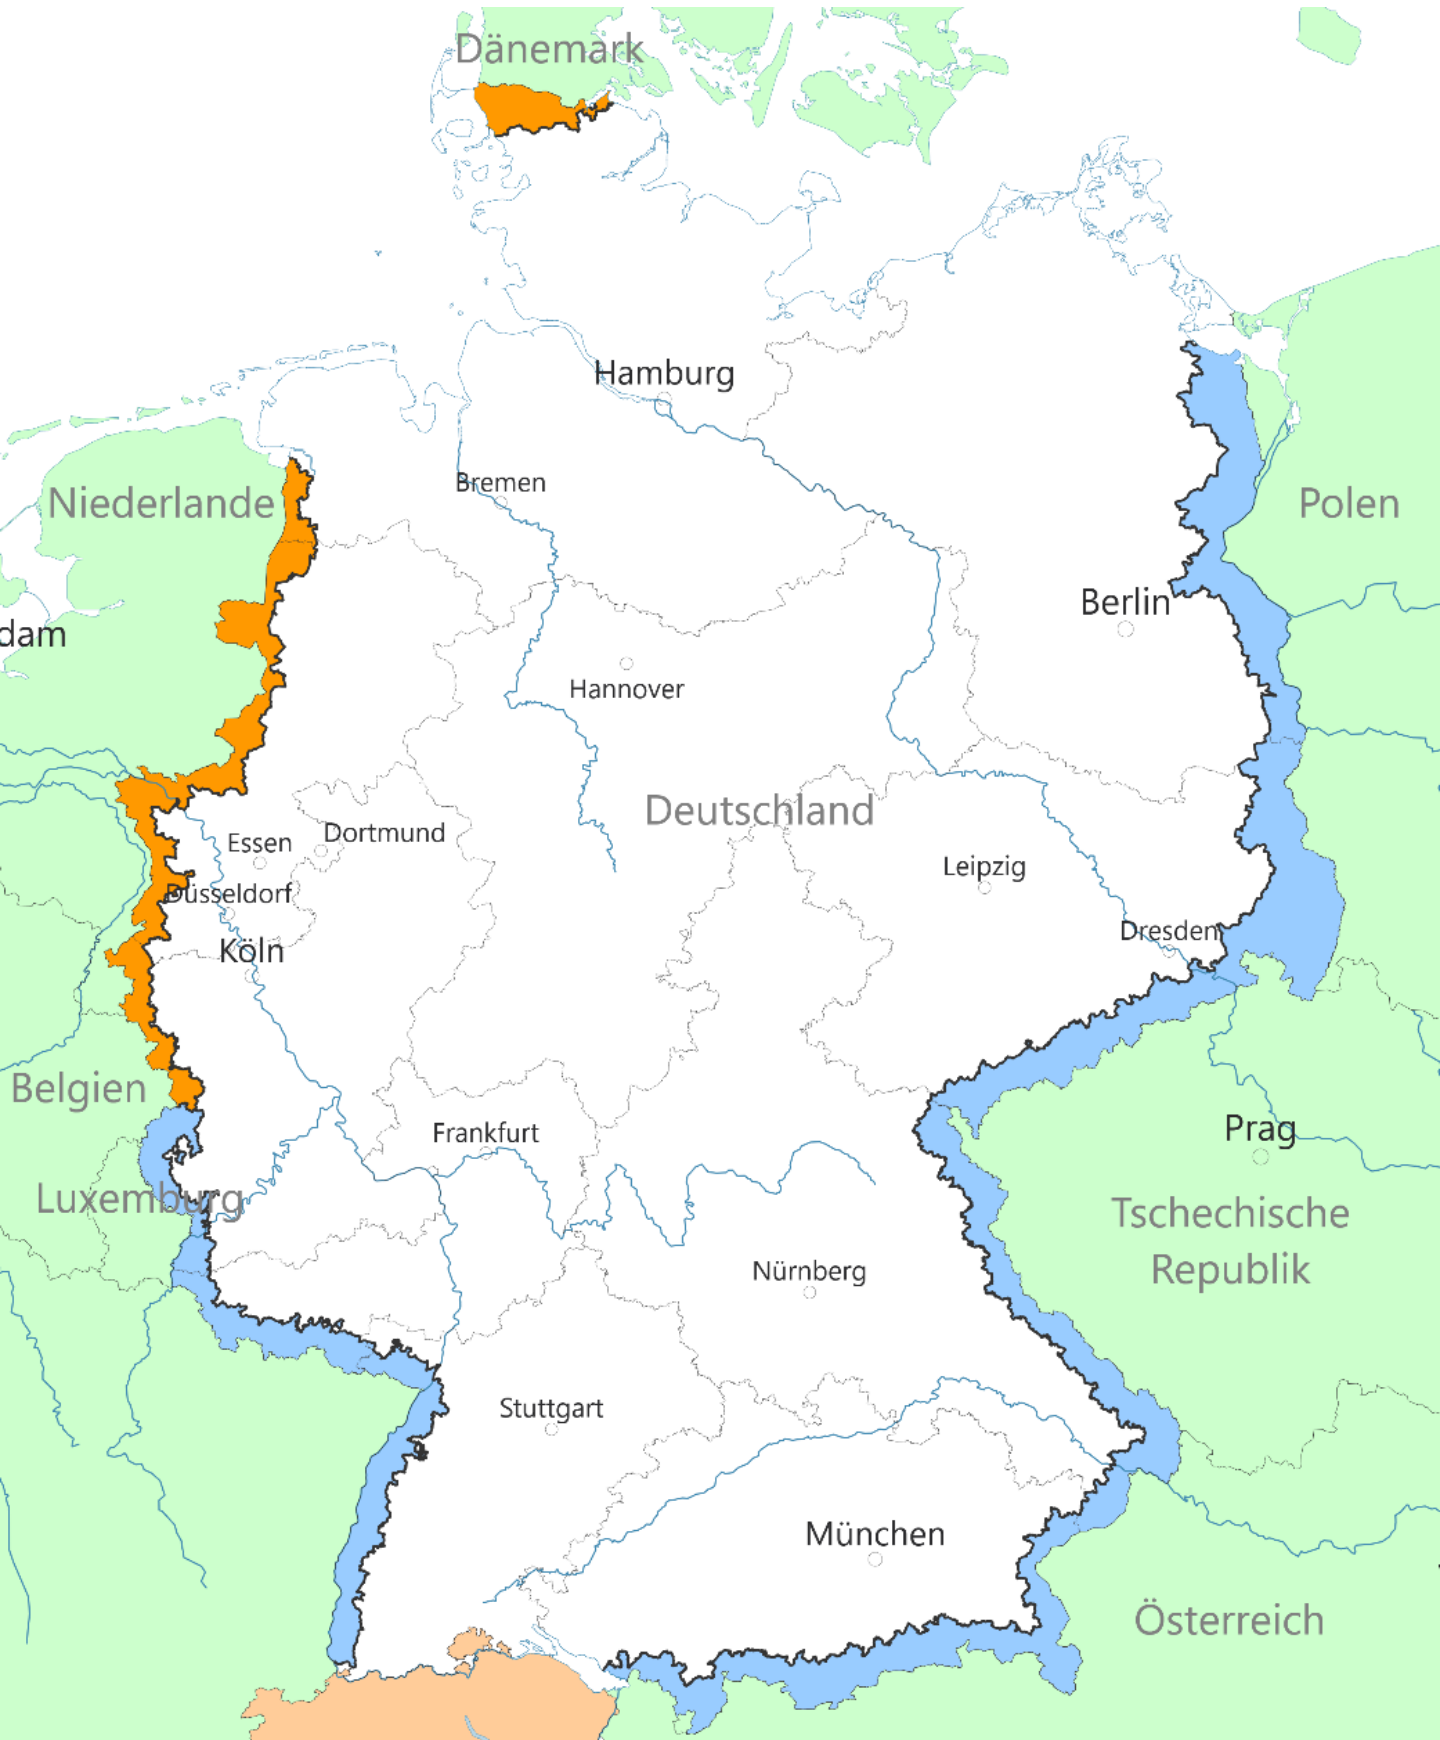 Dänemark
Hamburg
Bremen
Niederlande
Polen
Berlin
dam
Hannover
Deutschland
Dortmund
Essen
Leipzig
Düsseldorf
Dresden
Köln
Belgien
Frankfurt
Prag
Luxemburg
Tschechische
Republik
Nürnberg
Stuttgart
München
Österreich